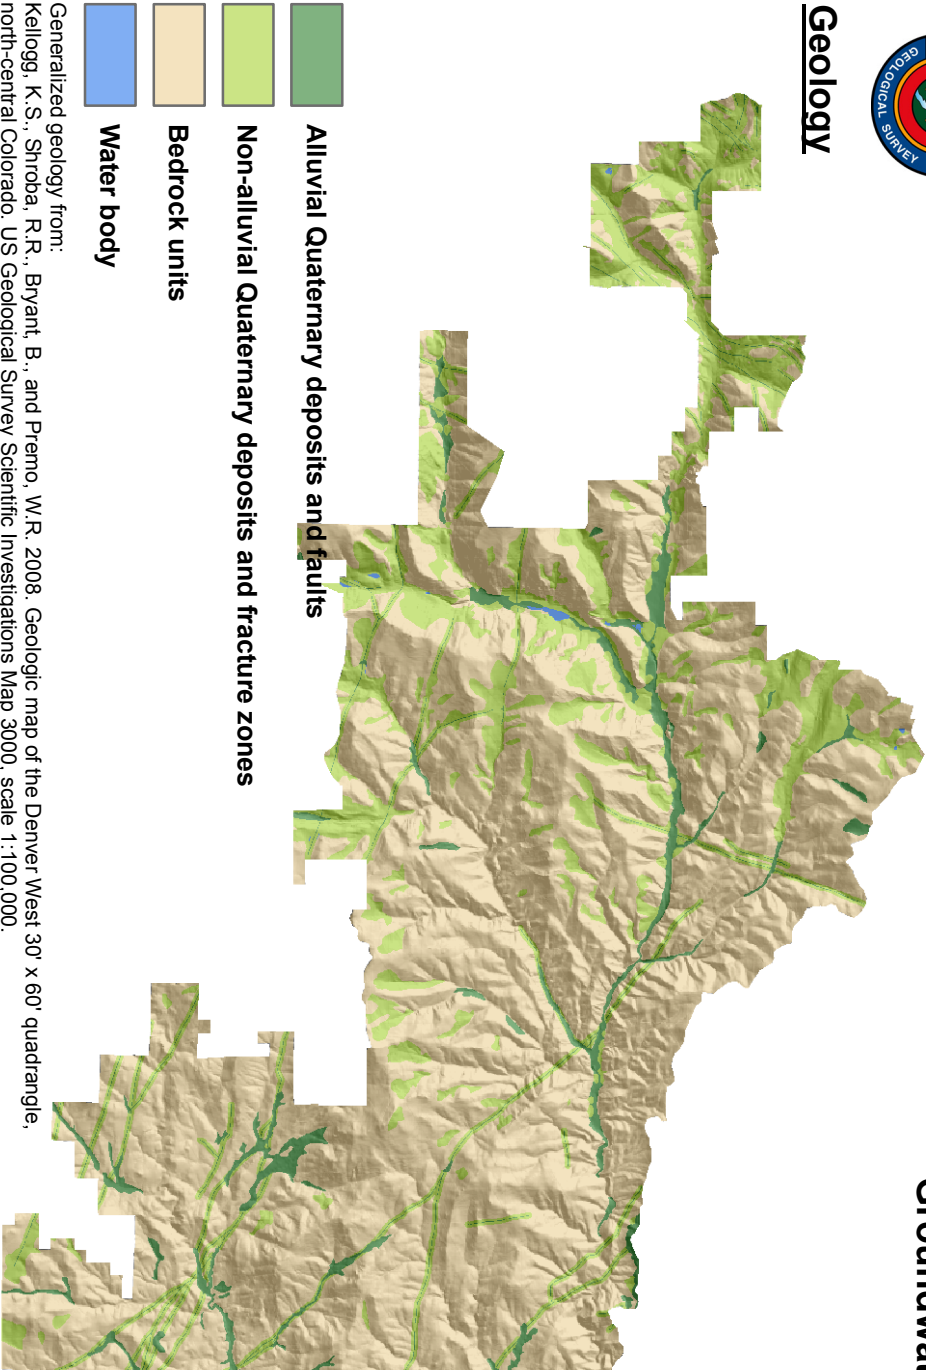 GEOLOGICAL SURVEY
Geology
Alluvial Quaternary deposits and faults
Non-alluvial Quaternary deposits and fracture zones
Bedrock units
Water body
Generalized geology from:
Kellogg, K.S., Shroba, R.R., Bryant, B., and Premo, W.R. 2008. Geologic map of the Denver West 30' x 60' quadrangle,
north-central Colorado. US Geological Survey Scientific Investigations Map 3000, scale 1:100,000.